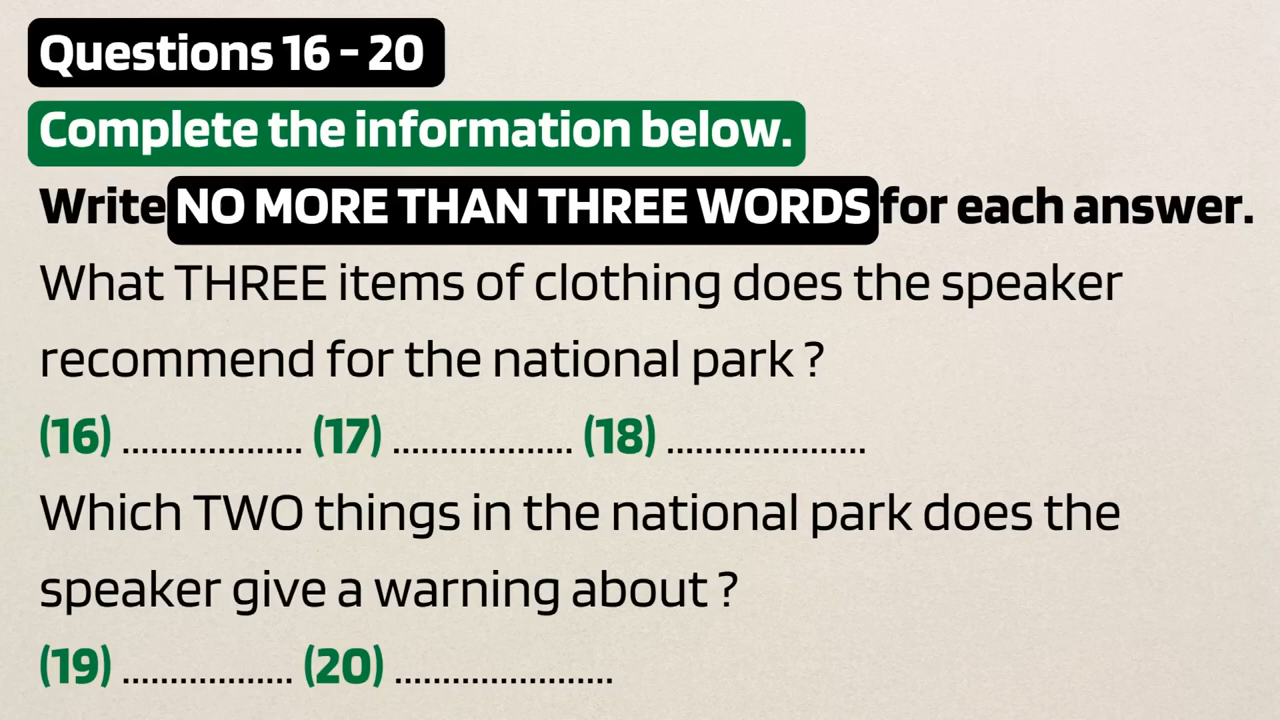 Questions 16 - 20
Complete the information below.
Write NO MORE THAN THREE WORDS for each answer.
What THREE items of clothing does the speaker
recommend for the national park ?
(16) ................... (17) ................... (18) .....................
Which TWO things in the national park does the
speaker give a warning about ?
(19) .................. (20) .......................